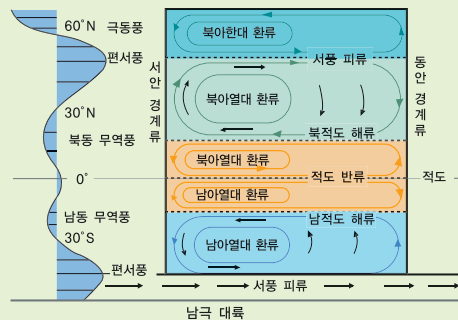 60°N 극동풍
편서풍
30°N
북동 무역풍
0°
남동 무역풍
30°S
편서풍
서안 경계류
북아한대 환류
서풍 피류
북아열대 환류
북적도 해류
북아열대 환류
적도 반류
남아열대 환류
남적도 해류
남아열대 환류
동안 경계류
적도
서풍 피류
남극 대륙